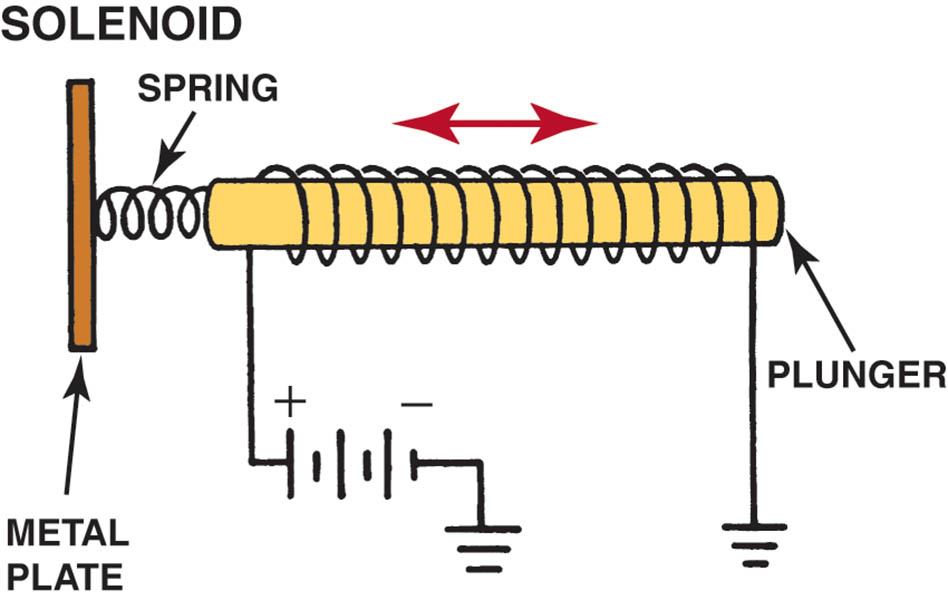 SOLENOID
SPRING
PLUNGER
+ −
METAL
PLATE